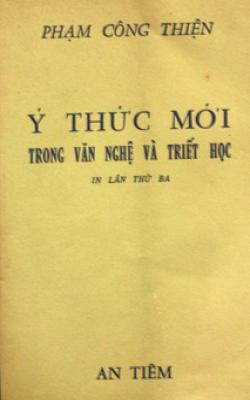 PHẠM CÔNG THIỆN
Ý THỨC MỚI
TRONG VĂN NGHỆ VÀ TRIẾT HỌC
IN LẦN THỨ BA
AN TIÊM